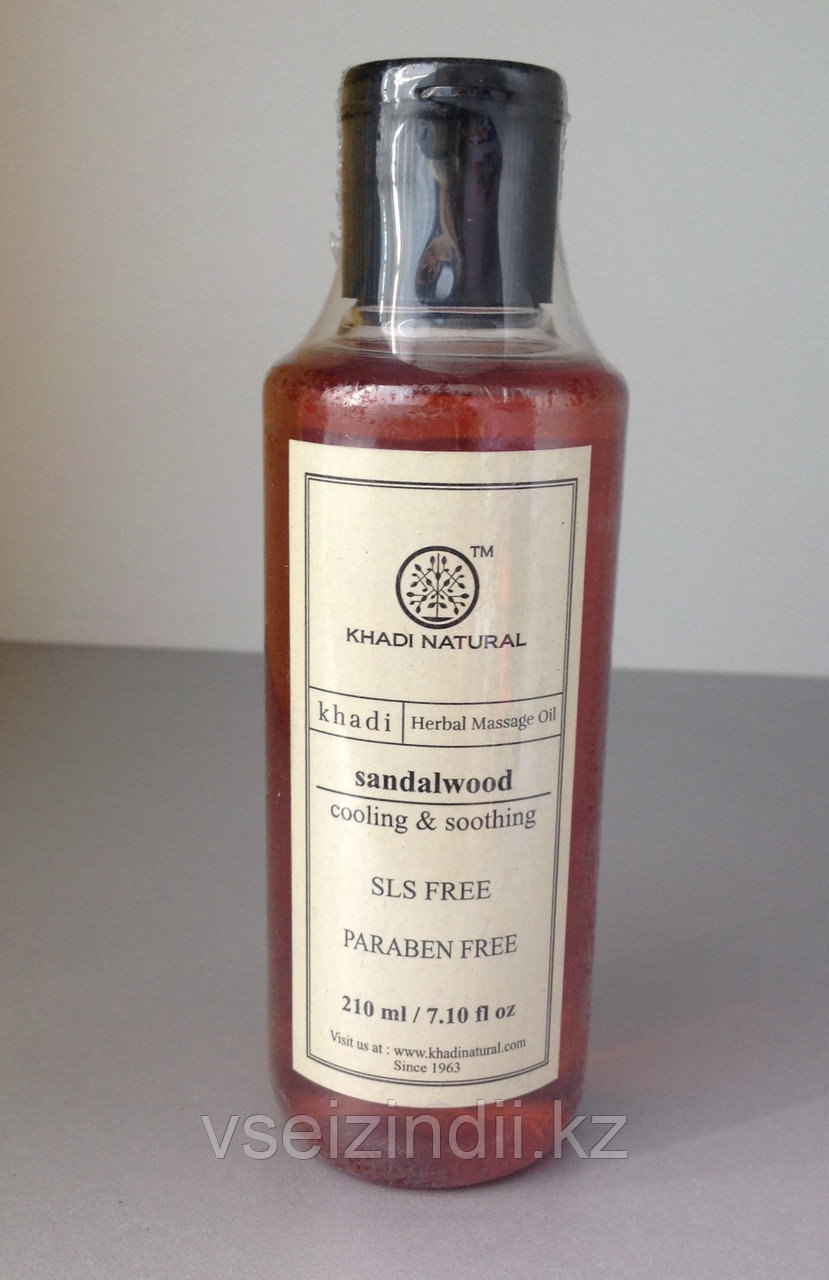 TM
KHADI NATURAL
khadi Herbal Massage Oil
sandalwood
cooling & soothing
SLS FREE
PARABEN FREE
210 ml / 7.10 fl oz
Visit us at : www.khadinatural.com
Since 1963
vseizindii.kz